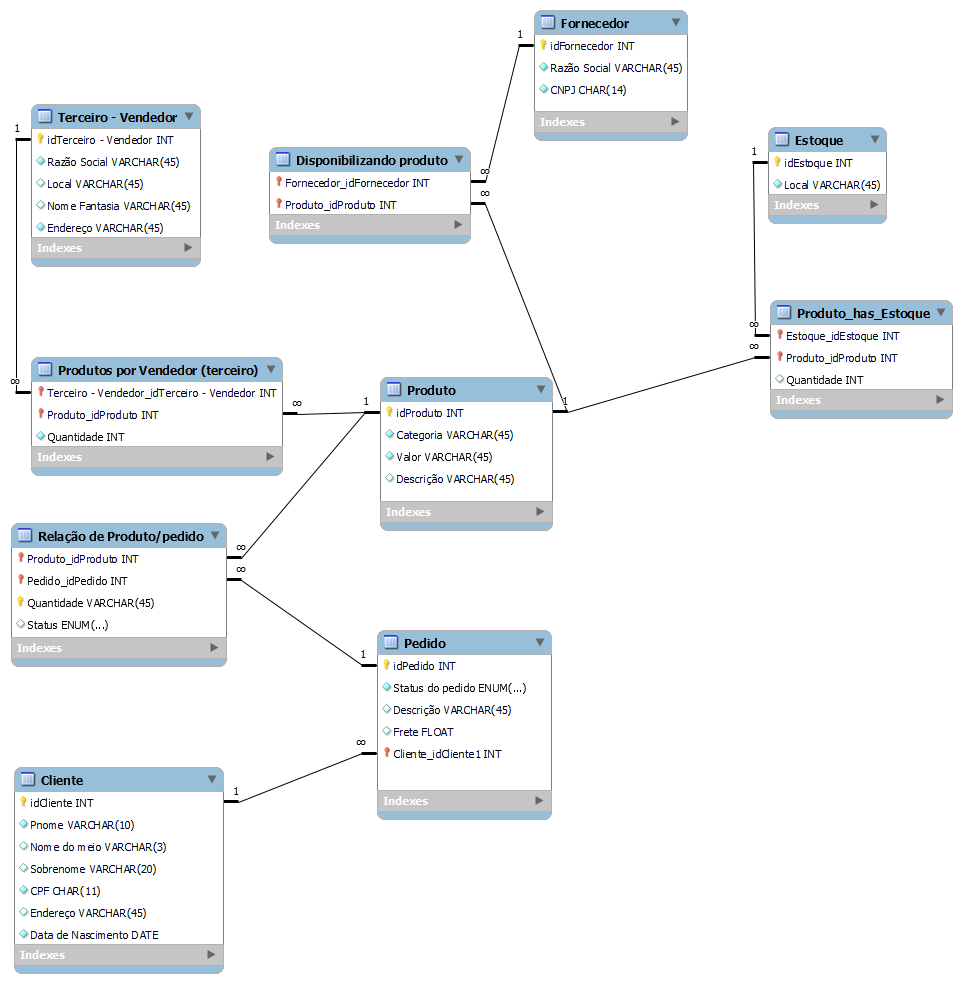 Fornecedor
idFornecedor INT
Razão Social VARCHAR(45)
CNPJ CHAR(14)
Indexes
1
Terceiro - Vendedor
idTerceiro - Vendedor INT
Razão Social VARCHAR(45)
Local VARCHAR(45)
Nome Fantasia VARCHAR(45)
Endereço VARCHAR(45)
Indexes
1
∞
Disponibilizando produto
Fornecedor_idFornecedor INT
Produto_idProduto INT
Indexes
∞
∞
Estoque
idEstoque INT
Local VARCHAR(45)
Indexes
1
Produto_has_Estoque
Estoque_idEstoque INT
Produto_idProduto INT
Quantidade INT
Indexes
∞
∞
Produtos por Vendedor (terceiro)
Terceiro - Vendedor_idTerceiro - Vendedor INT
Produto_idProduto INT
Quantidade INT
Indexes
∞
Produto
idProduto INT
Categoria VARCHAR(45)
Valor VARCHAR(45)
Descrição VARCHAR(45)
Indexes
1
1
Relação de Produto/pedido
Produto_idProduto INT
Pedido_idPedido INT
Quantidade VARCHAR(45)
Status ENUM(...)
Indexes
∞
∞
Pedido
idPedido INT
Status do pedido ENUM(...)
Descrição VARCHAR(45)
Frete FLOAT
Cliente_idCliente1 INT
Indexes
1
∞
Cliente
idCliente INT
Pnome VARCHAR(10)
Nome do meio VARCHAR(3)
Sobrenome VARCHAR(20)
CPF CHAR(11)
Endereço VARCHAR(45)
Data de Nascimento DATE
Indexes
1